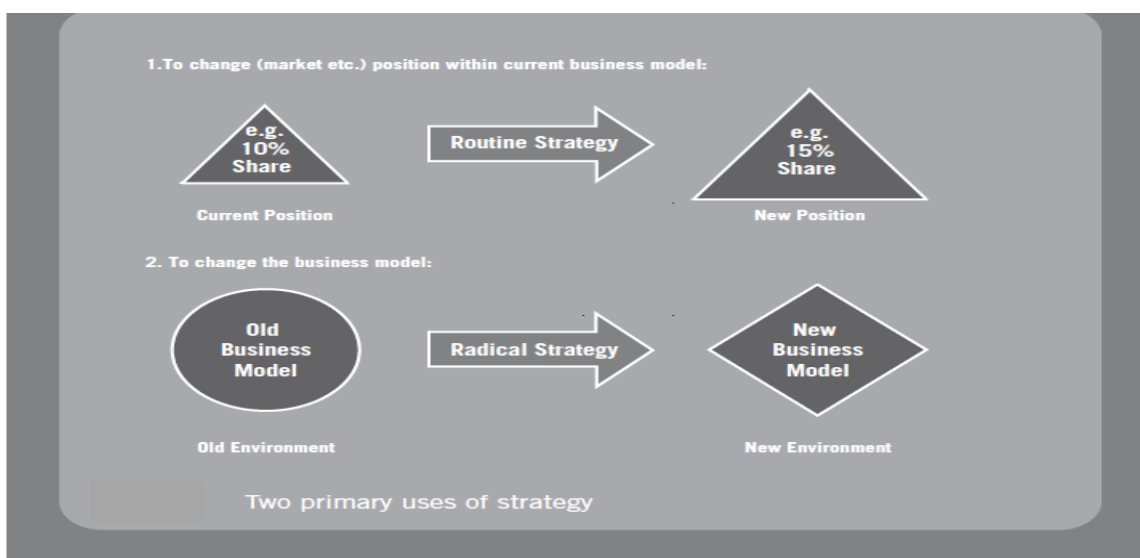 1.To change (market etc.) position within current business model:
e.g.
10%
Share
Routine Strategy
e.g.
15%
Share
Current Position
New Position
2. To change the business model:
Old
Business
Model
Radical Strategy
New
Business
Model
Old Environment
New Environment
Two primary uses of strategy